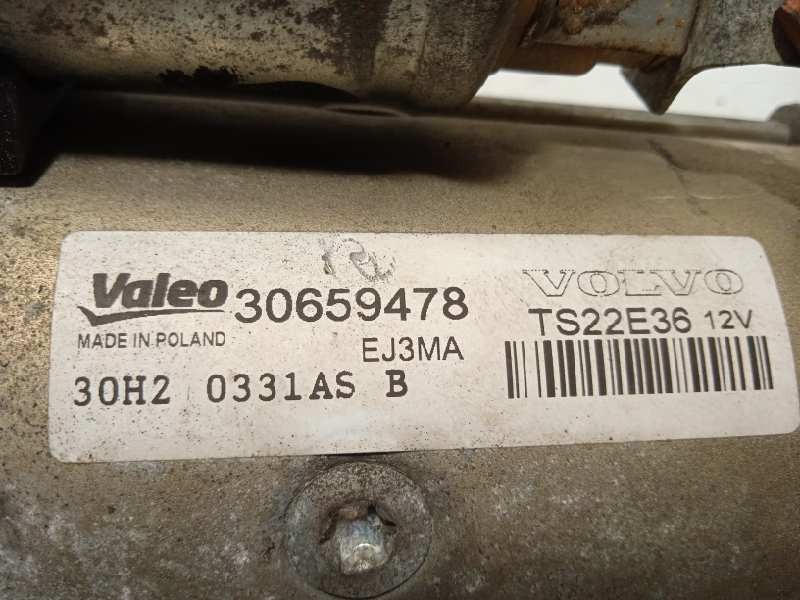 Valeo 30659478 VOLVO
MADE IN POLAND EJ3MA TS22E36 12V
30H2 0331AS B